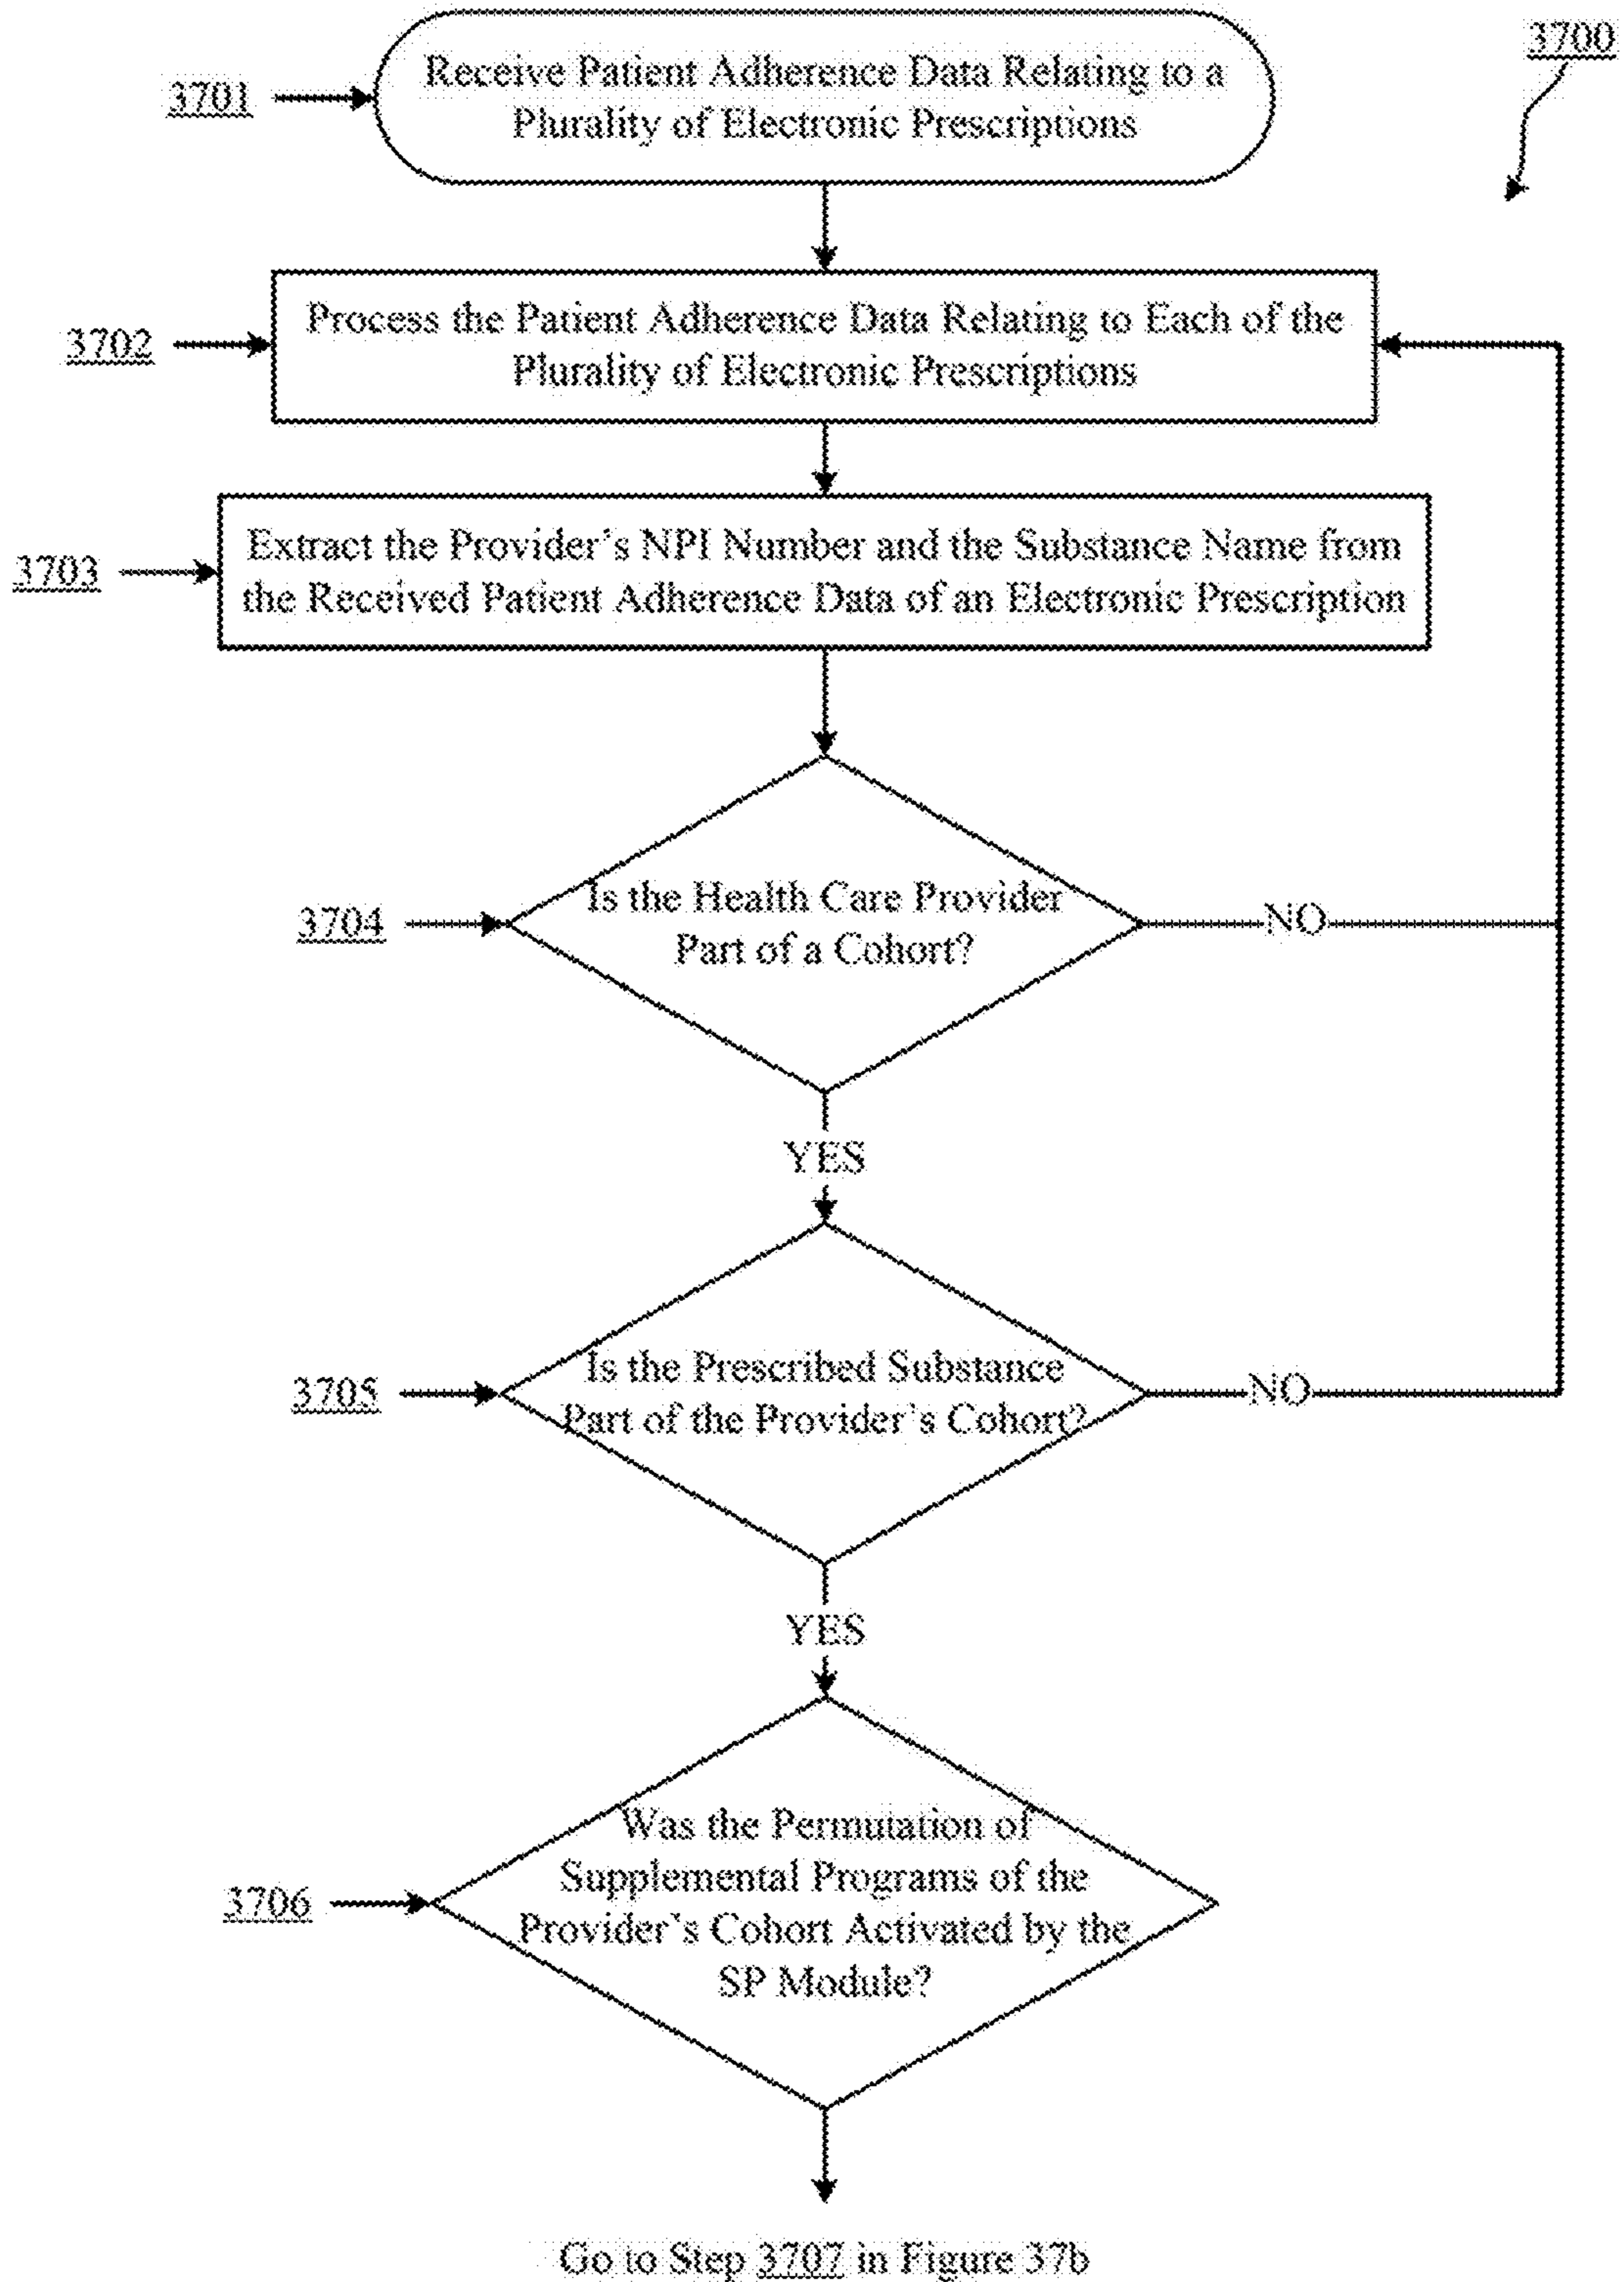 3700
3701
Receive Patient Adherence Data Relating to a
Plurality of Electronic Prescriptions
3702
Process the Patient Adherence Data Relating to Each of the
Plurality of Electronic Prescriptions
3703
Extract the Provider's NPI Number and the Substance Name from
the Received Patient Adherence Data of an Electronic Prescription
3704
Is the Health Care Provider
Part of a Cohort?
NO
YES
3705
Is the Prescribed Substance
Part of the Provider's Cohort?
NO
YES
3706
Was the Permutation of
Supplemental Programs of the
Provider's Cohort Activated by the
SP Module?
Go to Step 3707 in Figure 37b